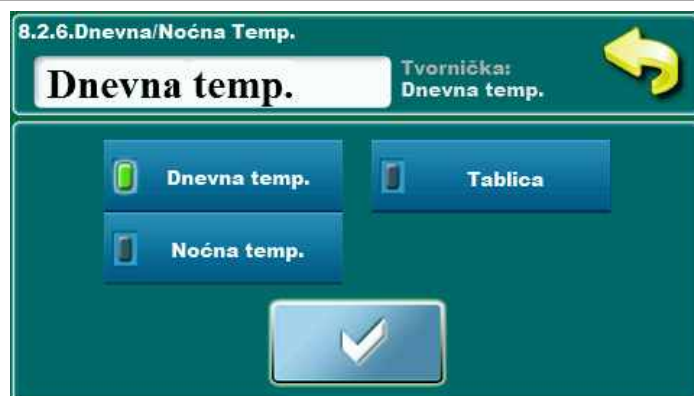 8.2.6.Dnevna/Noćna Temp.
Dnevna temp.
Tvornička:
Dnevna temp.
Dnevna temp.
Tablica
Noćna temp.